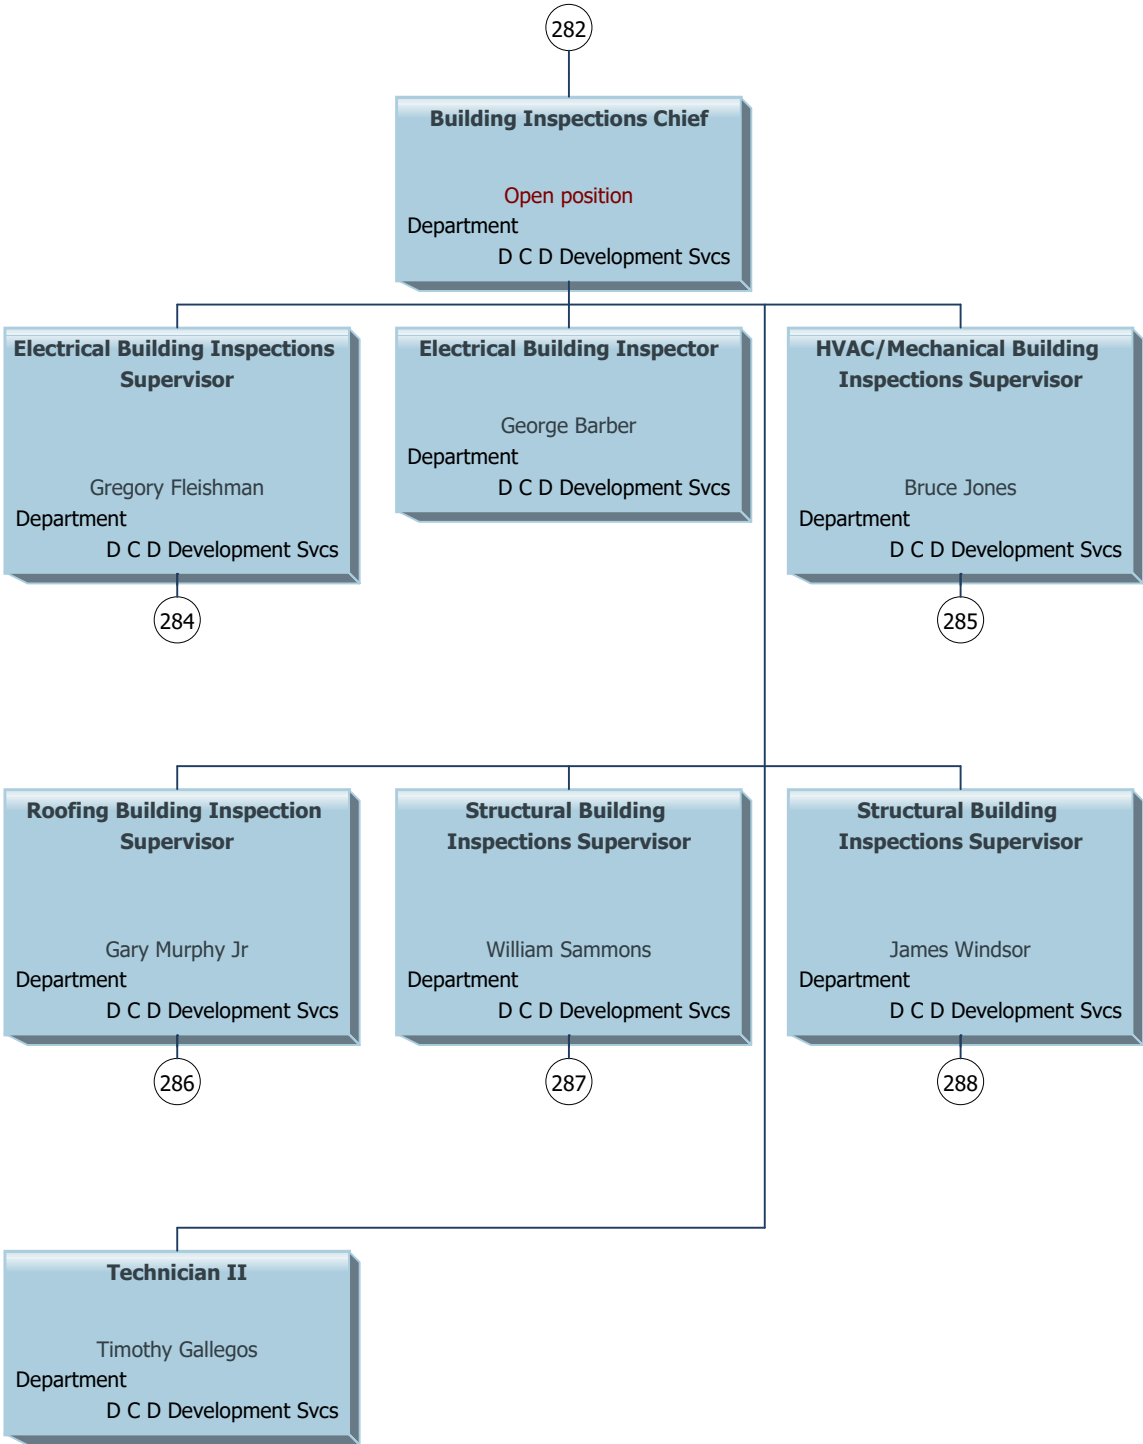 282
Building Inspections Chief
Open position
Department
D C D Development Svcs
Electrical Building Inspections
Supervisor
Gregory Fleishman
Department
D C D Development Svcs
284
Electrical Building Inspector
George Barber
Department
D C D Development Svcs
HVAC/Mechanical Building
Inspections Supervisor
Bruce Jones
Department
D C D Development Svcs
285
Roofing Building Inspection
Supervisor
Gary Murphy Jr
Department
D C D Development Svcs
286
Structural Building
Inspections Supervisor
William Sammons
Department
D C D Development Svcs
287
Structural Building
Inspections Supervisor
James Windsor
Department
D C D Development Svcs
288
Technician II
Timothy Gallegos
Department
D C D Development Svcs